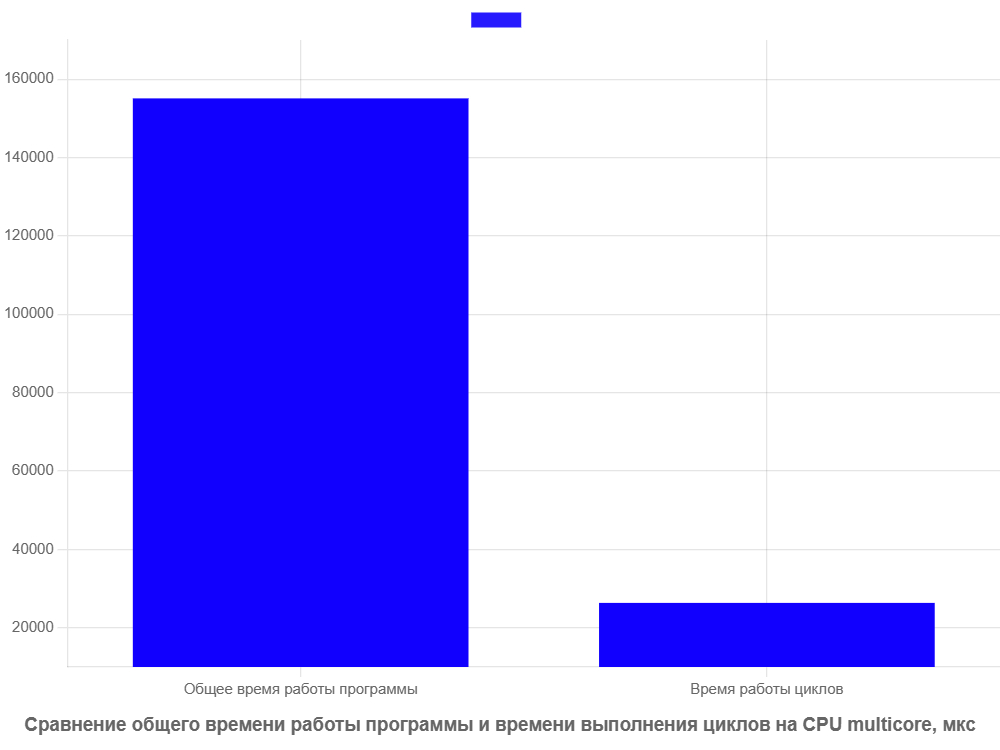 160000
140000
120000
100000
80000
60000
40000
20000
Общее время работы программы
Время работы циклов
Сравнение общего времени работы программы и времени выполнения циклов на CPU multicore, мкс